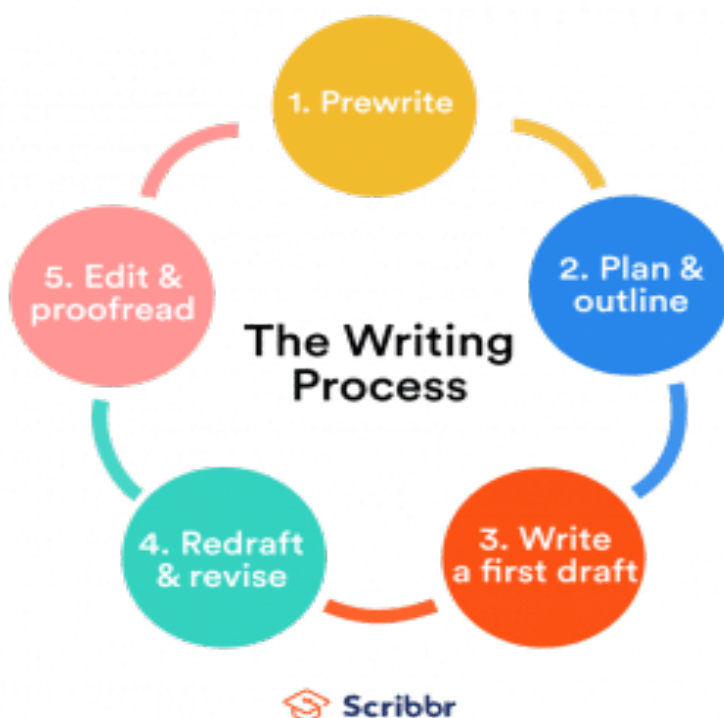 1. Prewrite
2. Plan &
outline
3. Write
a first draft
4. Redraft
& revise
5. Edit &
proofread
The Writing
Process
Scribbr